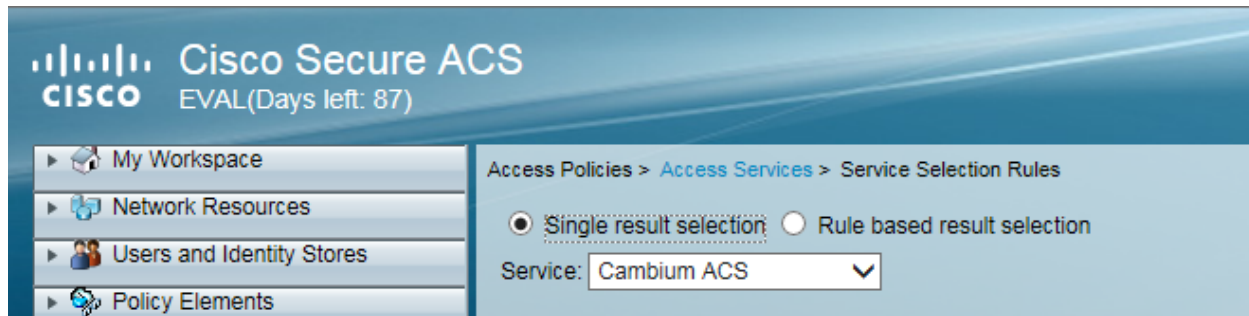 Cisco Secure ACS
CISCO
EVAL(Days left: 87)
My Workspace
Network Resources
Users and Identity Stores
Policy Elements
Access Policies > Access Services > Service Selection Rules
Single result selection Rule based result selection
Service: Cambium ACS